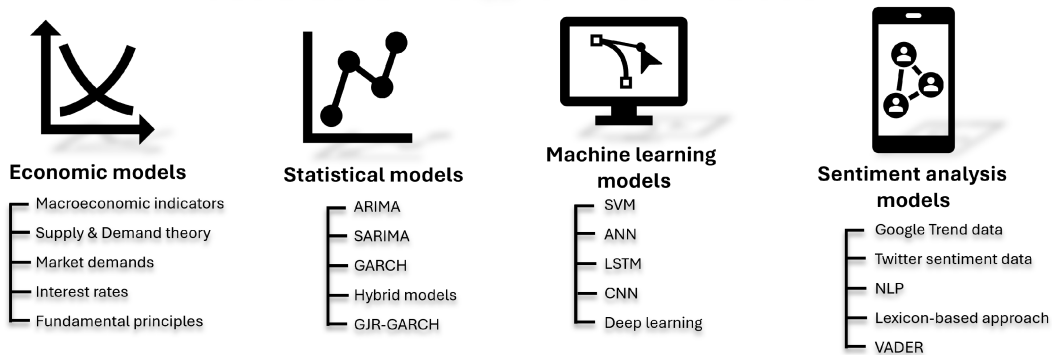 Economic models
Macroeconomic indicators
Supply & Demand theory
Market demands
Interest rates
Fundamental principles
Statistical models
ARIMA
SARIMA
GARCH
Hybrid models
GJR-GARCH
Machine learning
models
SVM
ANN
LSTM
CNN
Deep learning
Sentiment analysis
models
Google Trend data
Twitter sentiment data
NLP
Lexicon-based approach
VADER